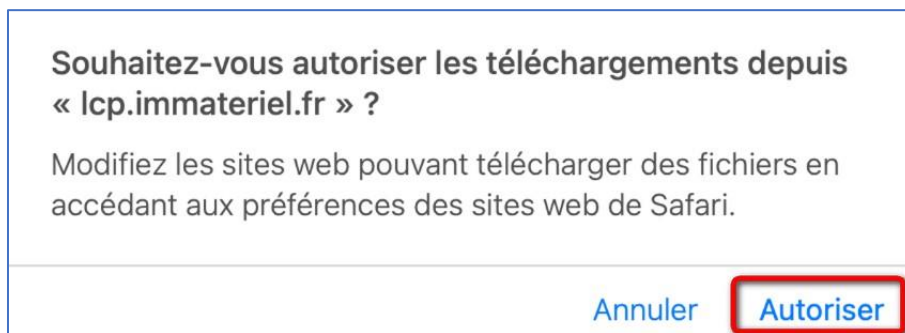 Souhaitez-vous autoriser les téléchargements depuis
« lcp.immateriel.fr » ?
Modifiez les sites web pouvant télécharger des fichiers en
accédant aux préférences des sites web de Safari.
Annuler Autoriser